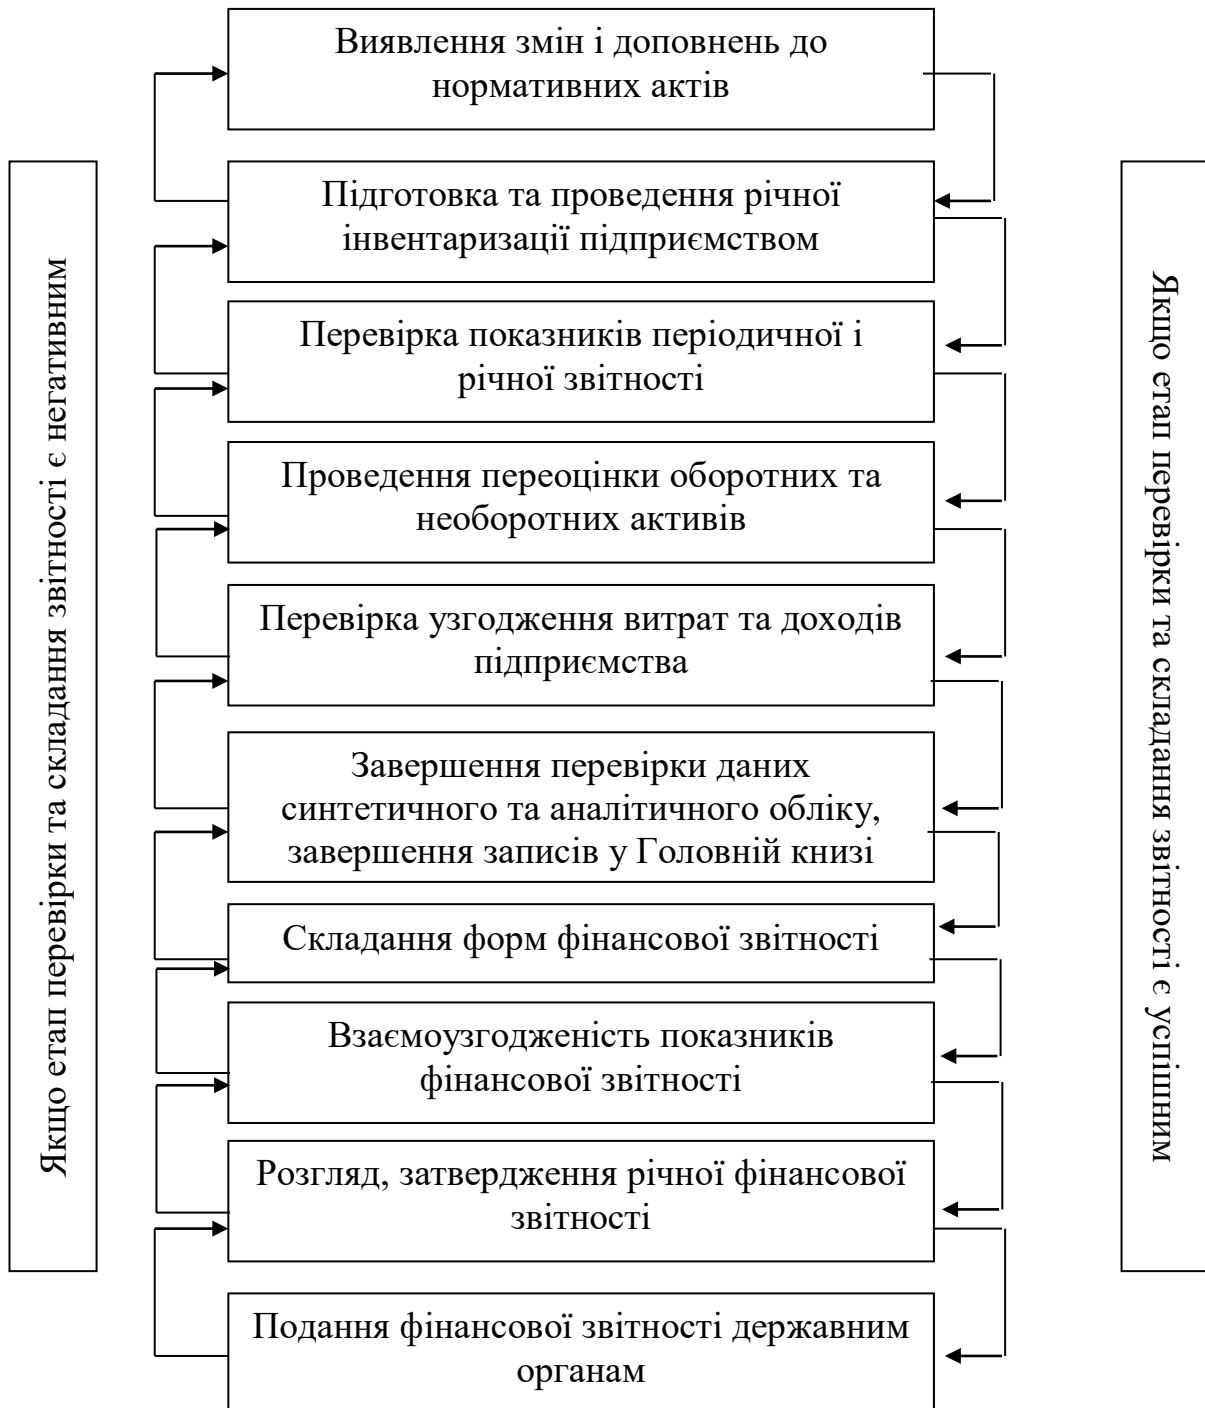 Виявлення змін і доповнень до
нормативних актів
Підготовка та проведення річної
інвентаризації підприємством
Перевірка показників періодичної і
річної звітності
Проведення переоцінки оборотних та
необоротних активів
Перевірка узгодження витрат та доходів
підприємства
Завершення перевірки даних
синтетичного та аналітичного обліку,
завершення записів у Головній книзі
Складання форм фінансової звітності
Взаємоузгодженість показників
фінансової звітності
Розгляд, затвердження річної фінансової
звітності
Подання фінансової звітності державним
органам
Якщо етап перевірки та складання звітності є негативним
Якщо етап перевірки та складання звітності є успішним